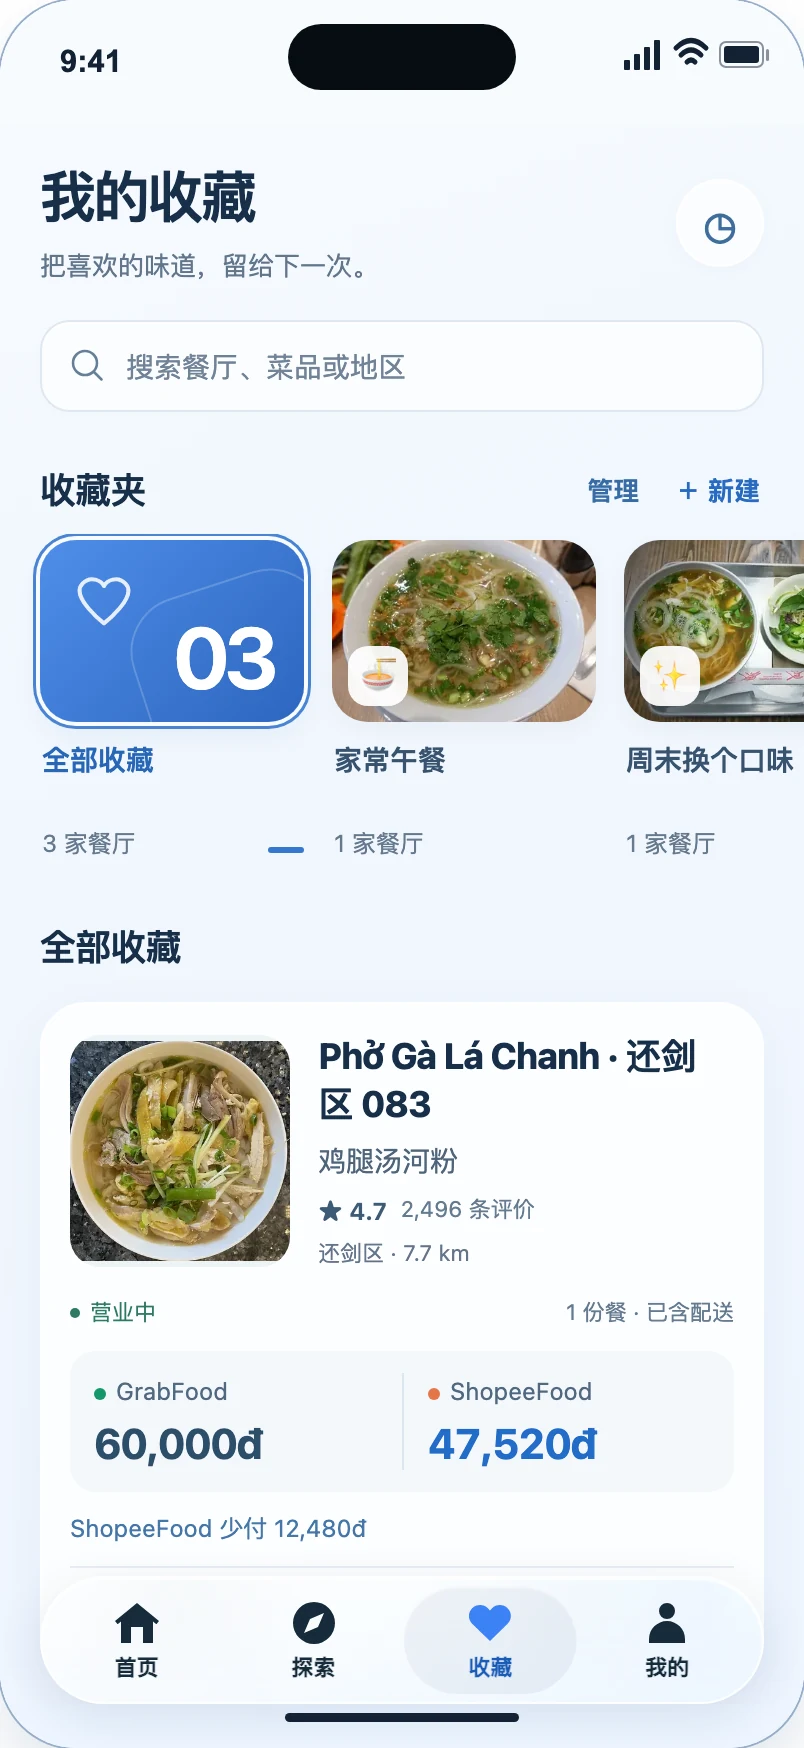 9:41
我的收藏
把喜欢的味道，留给下一次。
搜索餐厅、菜品或地区
收藏夹
管理
+ 新建
03
全部收藏
3 家餐厅
家常午餐
1 家餐厅
周末换个口味
1 家餐厅
全部收藏
Phở Gà Lá Chanh · 还剑
区 083
鸡腿汤河粉
★ 4.7 2,496 条评价
还剑区 · 7.7 km
营业中
1 份餐 · 已含配送
GrabFood
60,000đ
ShopeeFood
47,520đ
ShopeeFood 少付 12,480đ
首页
探索
收藏
我的